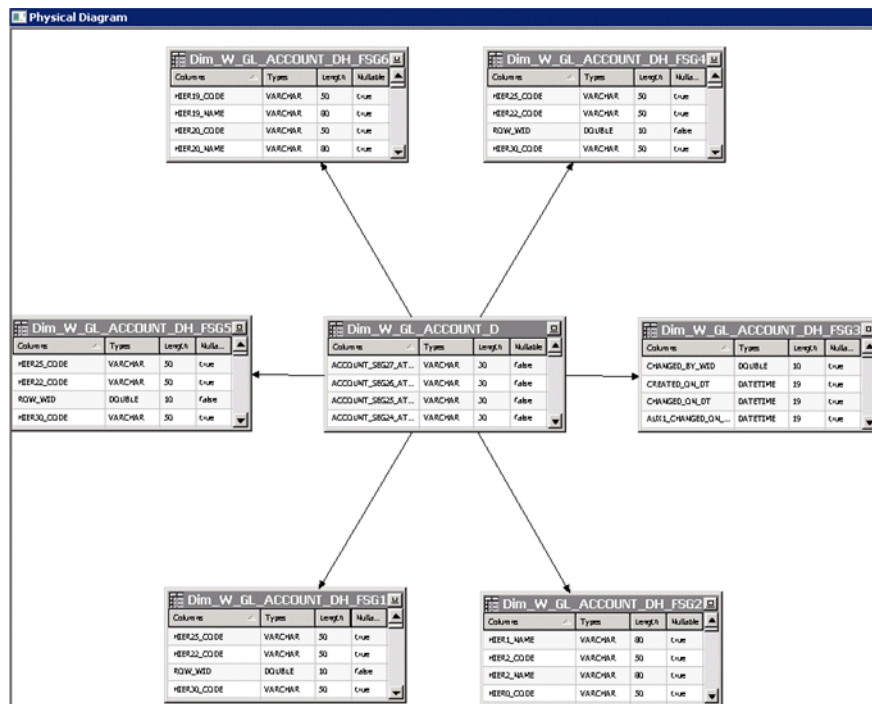 Physical Diagram
Dim_W_GL_ACCOUNT_DH_FSG6
Columns Types Length Nullable
HIER19_CODE VARCHAR 50 true
HIER19_NAME VARCHAR 80 true
HIER20_CODE VARCHAR 50 true
HIER20_NAME VARCHAR 80 true
Dim_W_GL_ACCOUNT_DH_FSG4
Columns Types Length Nulla...
HIER25_CODE VARCHAR 50 true
HIER22_CODE VARCHAR 50 true
ROW_WID DOUBLE 10 false
HIER30_CODE VARCHAR 50 true
Dim_W_GL_ACCOUNT_DH_FSG5
Columns Types Length Nulla...
HIER25_CODE VARCHAR 50 true
HIER22_CODE VARCHAR 50 true
ROW_WID DOUBLE 10 false
HIER30_CODE VARCHAR 50 true
Dim_W_GL_ACCOUNT_D
Columns Types Length Nullable
ACCOUNT_SEG27_AT... VARCHAR 30 false
ACCOUNT_SEG26_AT... VARCHAR 30 false
ACCOUNT_SEG25_AT... VARCHAR 30 false
ACCOUNT_SEG24_AT... VARCHAR 30 false
Dim_W_GL_ACCOUNT_DH_FSG3
Columns Types Length Nulla...
CHANGED_BY_WID DOUBLE 10 true
CREATED_ON_DT DATETIME 19 true
CHANGED_ON_DT DATETIME 19 true
AUX1_CHANGED_ON_... DATETIME 19 true
Dim_W_GL_ACCOUNT_DH_FSG1
Columns Types Length Nulla...
HIER25_CODE VARCHAR 50 true
HIER22_CODE VARCHAR 50 true
ROW_WID DOUBLE 10 false
HIER30_CODE VARCHAR 50 true
Dim_W_GL_ACCOUNT_DH_FSG2
Columns Types Length Nullable
HIER1_NAME VARCHAR 80 true
HIER2_CODE VARCHAR 50 true
HIER2_NAME VARCHAR 80 true
HIER0_CODE VARCHAR 50 true